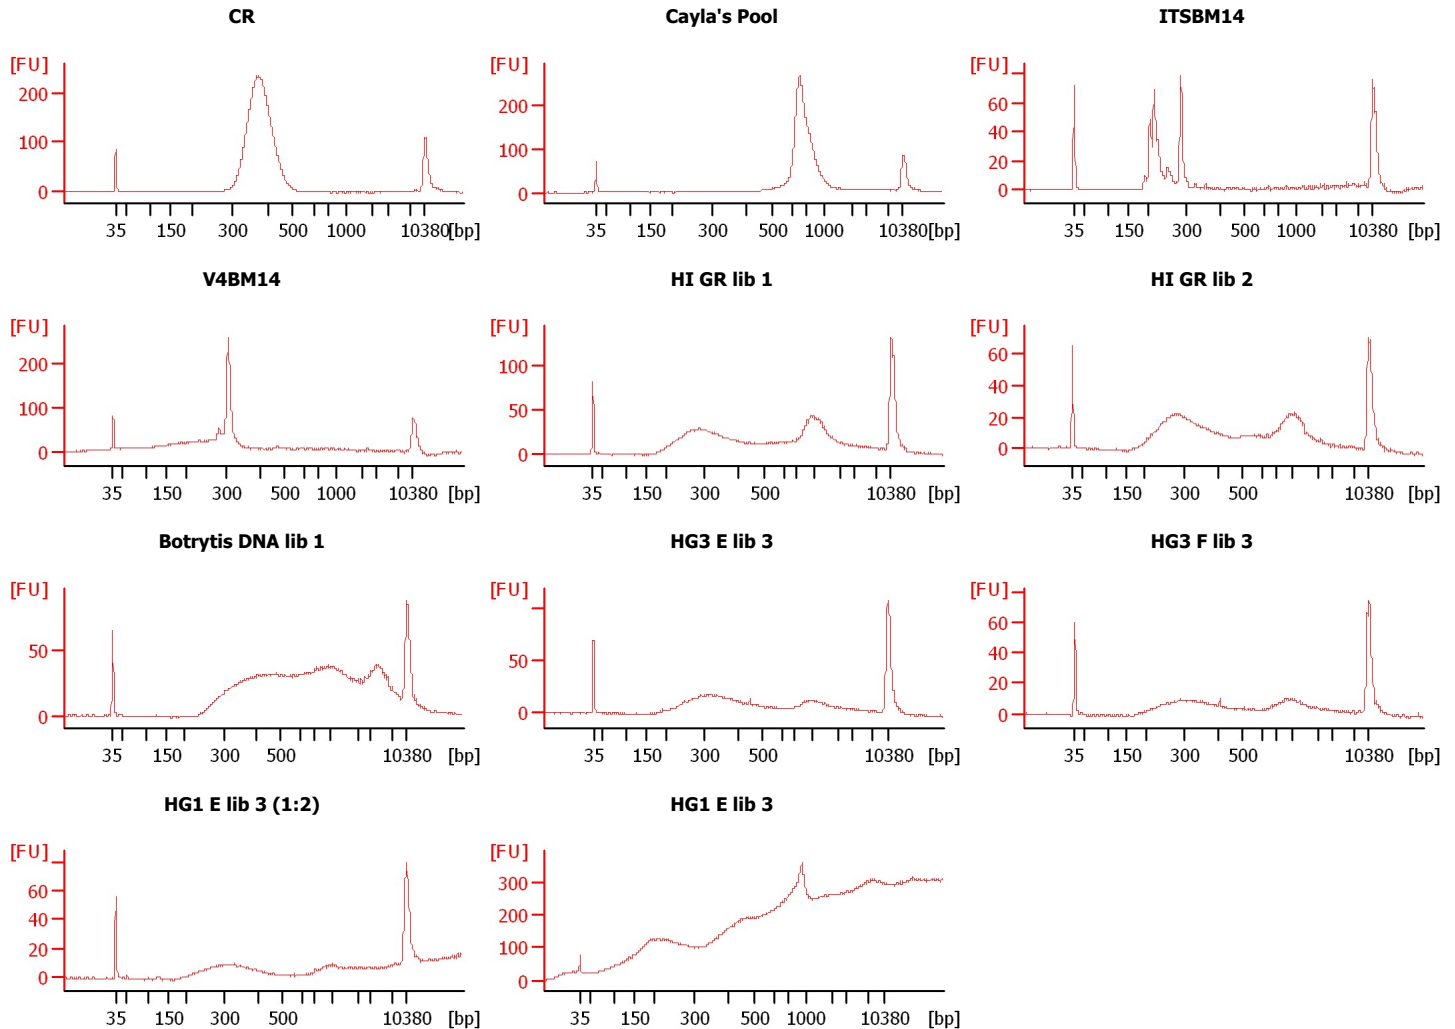 CR
[FU]
200
100
0
35 150 300 500 1000 10380 [bp]
Cayla's Pool
[FU]
200
100
0
35 150 300 500 1000 10380 [bp]
ITSBM14
[FU]
60
40
20
0
35 150 300 500 1000 10380 [bp]
V4BM14
[FU]
200
100
0
35 150 300 500 1000 10380 [bp]
HI GR lib 1
[FU]
100
50
0
35 150 300 500 10380 [bp]
HI GR lib 2
[FU]
60
40
20
0
35 150 300 500 10380 [bp]
Botrytis DNA lib 1
[FU]
50
0
35 150 300 500 10380 [bp]
HG3 E lib 3
[FU]
50
0
35 150 300 500 10380 [bp]
HG3 F lib 3
[FU]
60
40
20
0
35 150 300 500 10380 [bp]
HG1 E lib 3 (1:2)
[FU]
60
40
20
0
35 150 300 500 10380 [bp]
HG1 E lib 3
[FU]
300
200
100
0
35 150 300 500 1000 10380 [bp]